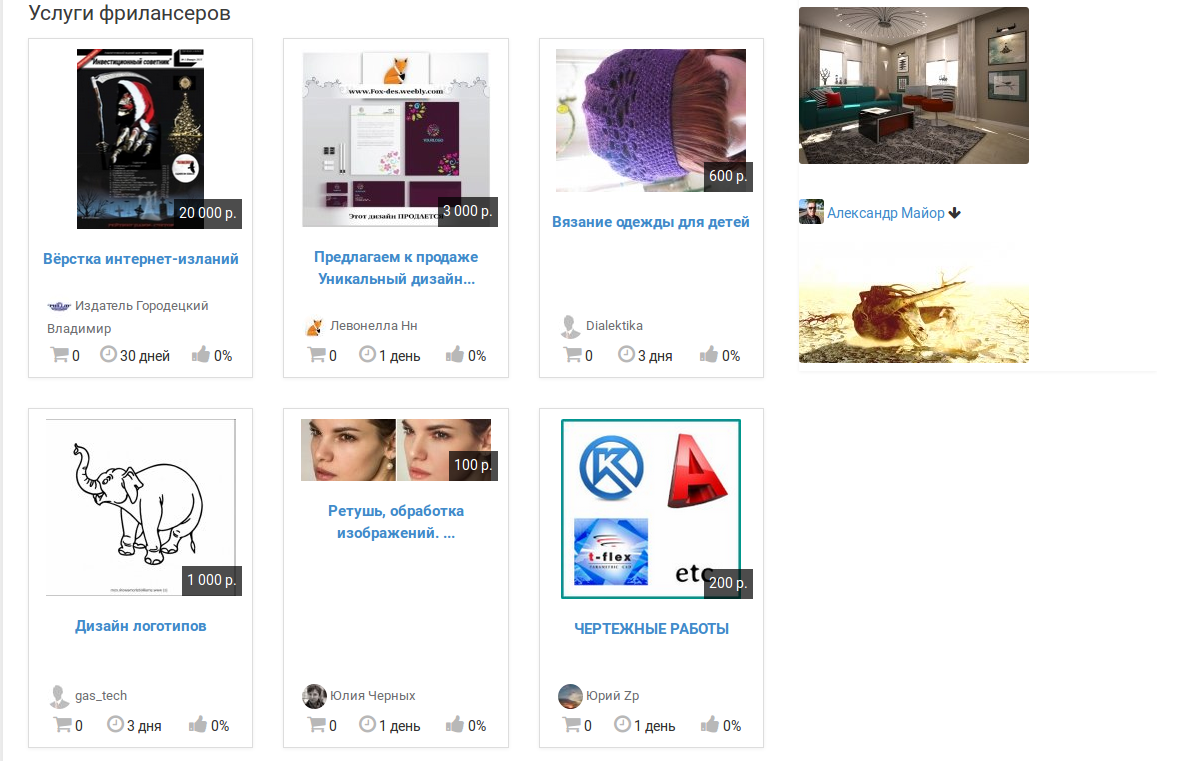 Услуги фрилансеров
Инвестиционный советник"
20 000 р.
Вёрстка интернет-изланий
Издатель Городецкий
Владимир
0 30 дней 0%
www.Fox-des.weebly.com
YOURLOGO
Этот дизайн ПРОДАЕТСЯ
3 000 р.
Предлагаем к продаже
Уникальный дизайн...
Левонелла Нн
0 1 день 0%
600 р.
Вязание одежды для детей
Dialektika
0 3 дня 0%
Александр Майор
1 000 р.
Дизайн логотипов
gas_tech
0 3 дня 0%
100 р.
Ретушь, обработка
изображений. ...
Юлия Черных
0 1 день 0%
t-flex
PARAMETRIC CAD
etc
200 р.
ЧЕРТЕЖНЫЕ РАБОТЫ
Юрий Zp
0 1 день 0%